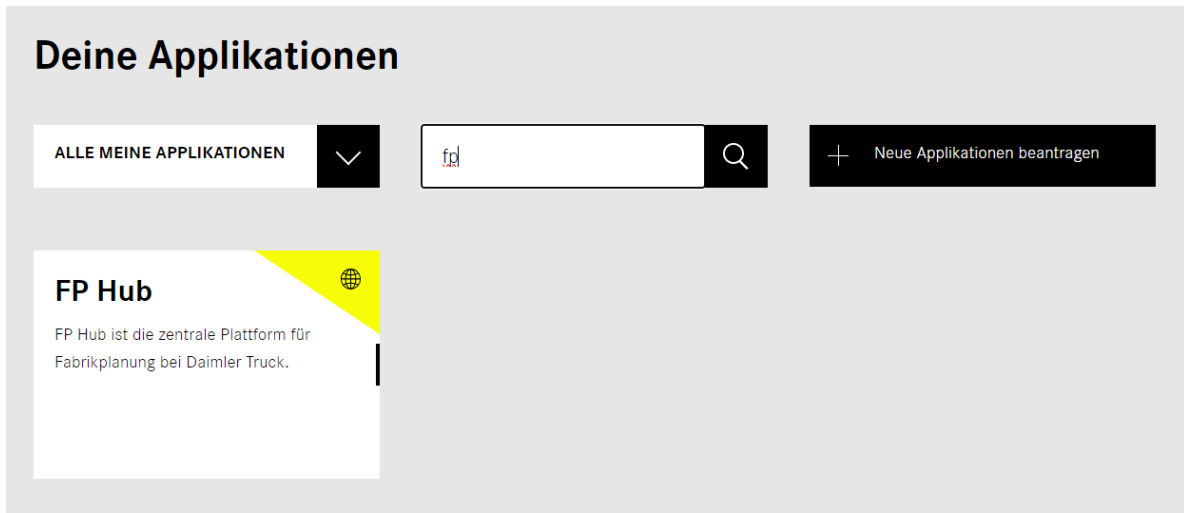 Deine Applikationen
ALLE MEINE APPLIKATIONEN
fp
Neue Applikationen beantragen
FP Hub
FP Hub ist die zentrale Plattform für
Fabrikplanung bei Daimler Truck.